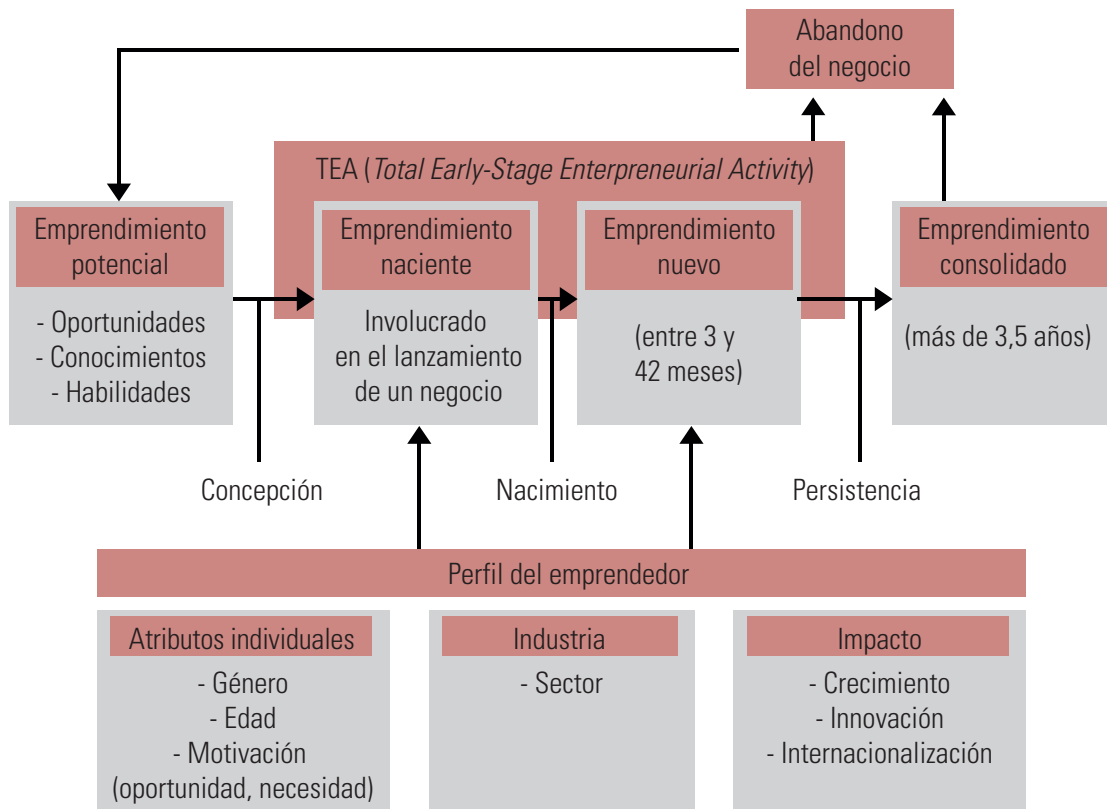 Abandono
del negocio
TEA (Total Early-Stage Enterpreneurial Activity)
Emprendimiento
potencial
- Oportunidades
- Conocimientos
- Habilidades
Emprendimiento
naciente
Involucrado
en el lanzamiento
de un negocio
Emprendimiento
nuevo
(entre 3 y
42 meses)
Emprendimiento
consolidado
(más de 3,5 años)
Concepción
Nacimiento
Persistencia
Perfil del emprendedor
Atributos individuales
- Género
- Edad
- Motivación
(oportunidad, necesidad)
Industria
- Sector
Impacto
- Crecimiento
- Innovación
- Internacionalización